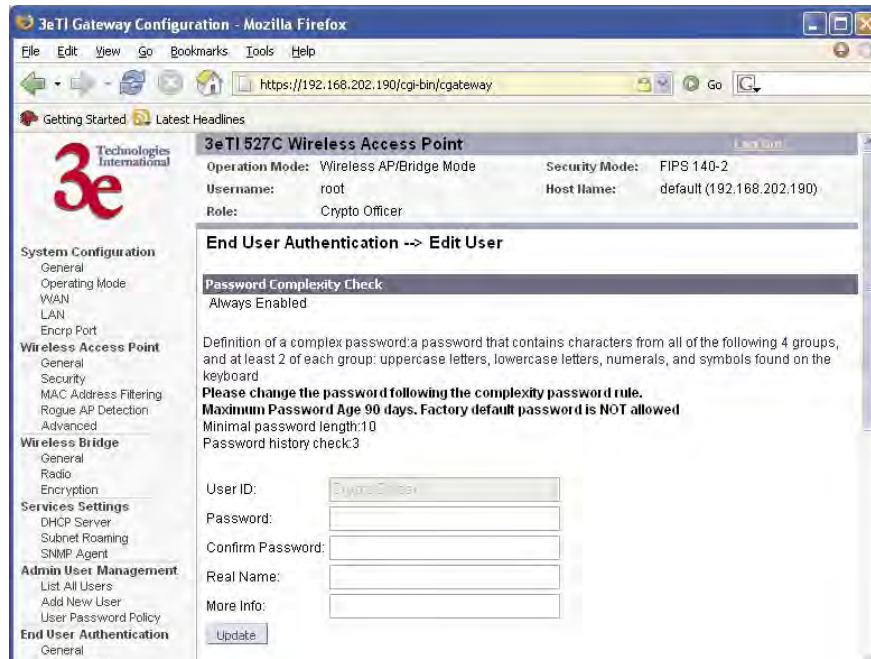 3eTI Gateway Configuration - Mozilla Firefox
File Edit View Go Bookmarks Tools Help
https://192.168.202.190/cgi-bin/cgateway
Go
G
Getting Started Latest Headlines
3e Technologies International
3eTI 527C Wireless Access Point
Operation Mode: Wireless AP/Bridge Mode Security Mode: FIPS 140-2
Username: root Host Name: default (192.168.202.190)
Role: Crypto Officer
System Configuration
General
Operating Mode
WAN
LAN
Encrp Port
Wireless Access Point
General
Security
MAC Address Filtering
Rogue AP Detection
Advanced
Wireless Bridge
General
Radio
Encryption
Services Settings
DHCP Server
Subnet Roaming
SNMP Agent
Admin User Management
List All Users
Add New User
User Password Policy
End User Authentication
General
End User Authentication --> Edit User
Password Complexity Check
Always Enabled
Definition of a complex password:a password that contains characters from all of the following 4 groups,
and at least 2 of each group: uppercase letters, lowercase letters, numerals, and symbols found on the
keyboard
Please change the password following the complexity password rule.
Maximum Password Age 90 days. Factory default password is NOT allowed
Minimal password length:10
Password history check:3
User ID:
Password:
Confirm Password:
Real Name:
More Info:
Update